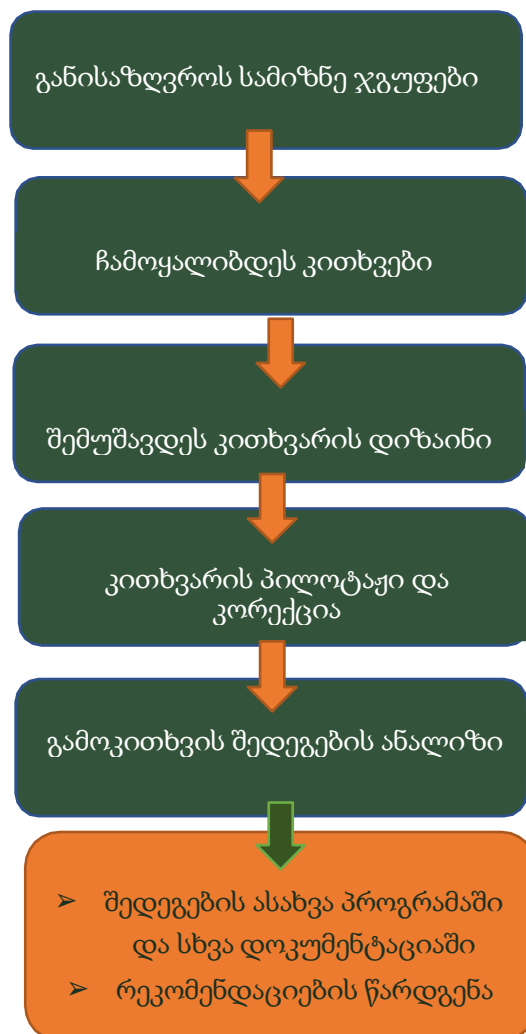 განისაზღვროს სამიზნე ჯგუფები
ჩამოყალიბდეს კითხვები
შემუშავდეს კითხვარის დიზაინი
კითხვარის პილოტაჟი და
კორექცია
გამოკითხვის შედეგების ანალიზი
➢ შედეგების ასახვა პროგრამაში
და სხვა დოკუმენტაციაში
➢ რეკომენდაციების წარდგენა